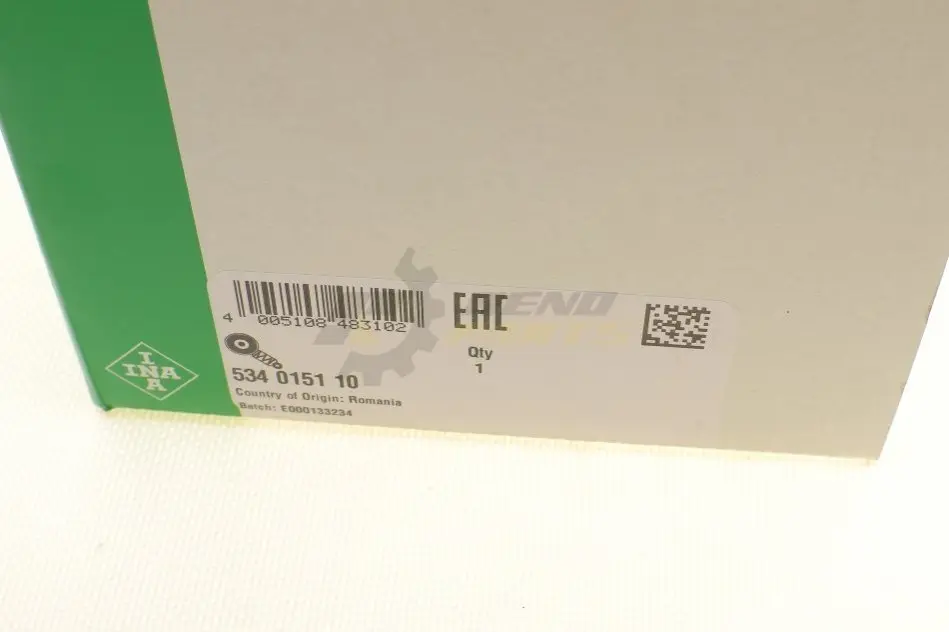 4 005108 483102
EAC
Qty
1
534 0151 10
Country of Origin: Romania
Batch: E000133234
I
INA
A